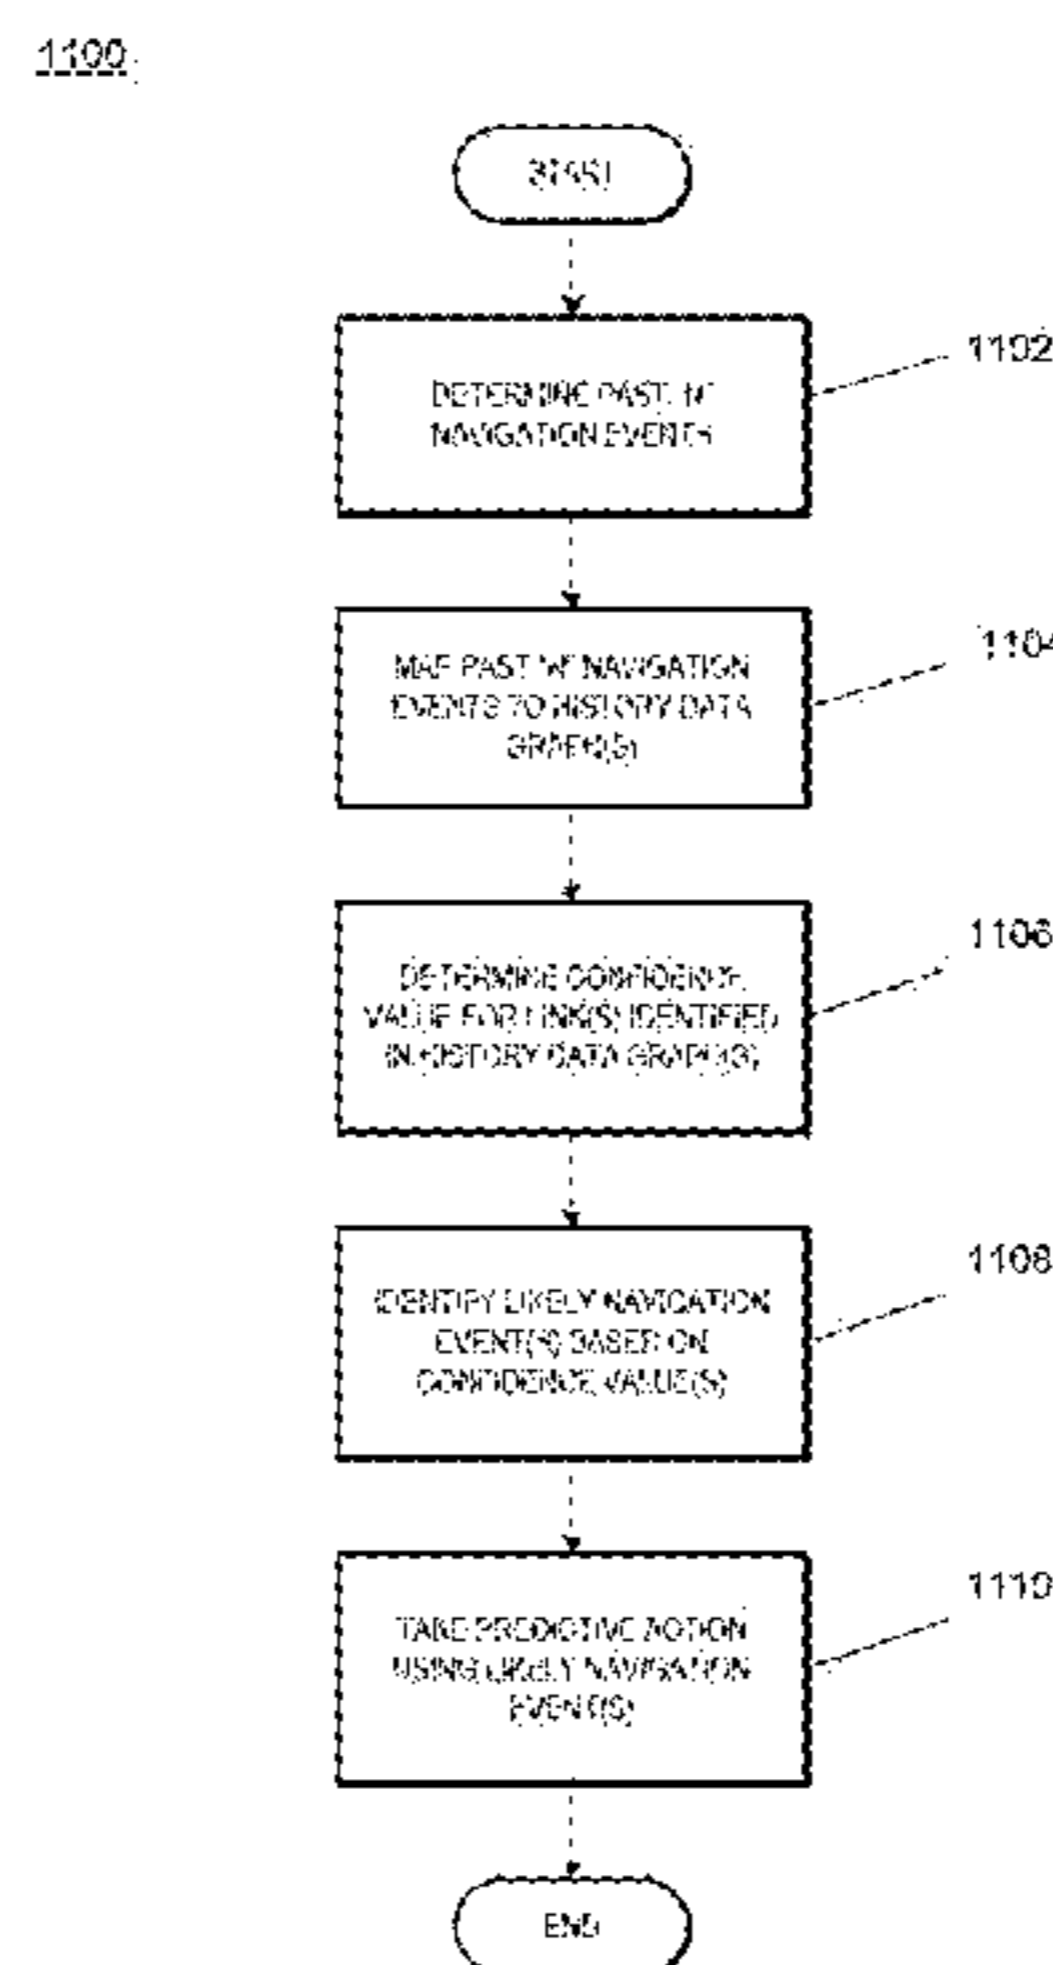 1100
START
1102
DETERMINE PAST 'N'
NAVIGATION EVENTS
1104
MAP PAST 'N' NAVIGATION
EVENTS TO HISTORY DATA
GRAPH(S)
1106
DETERMINE CONFIDENCE
VALUE FOR LINK(S) IDENTIFIED
IN HISTORY DATA GRAPH(S)
1108
IDENTIFY LIKELY NAVIGATION
EVENT(S) BASED ON
CONFIDENCE VALUE(S)
1110
TAKE PREDICTIVE ACTION
USING LIKELY NAVIGATION
EVENT(S)
END